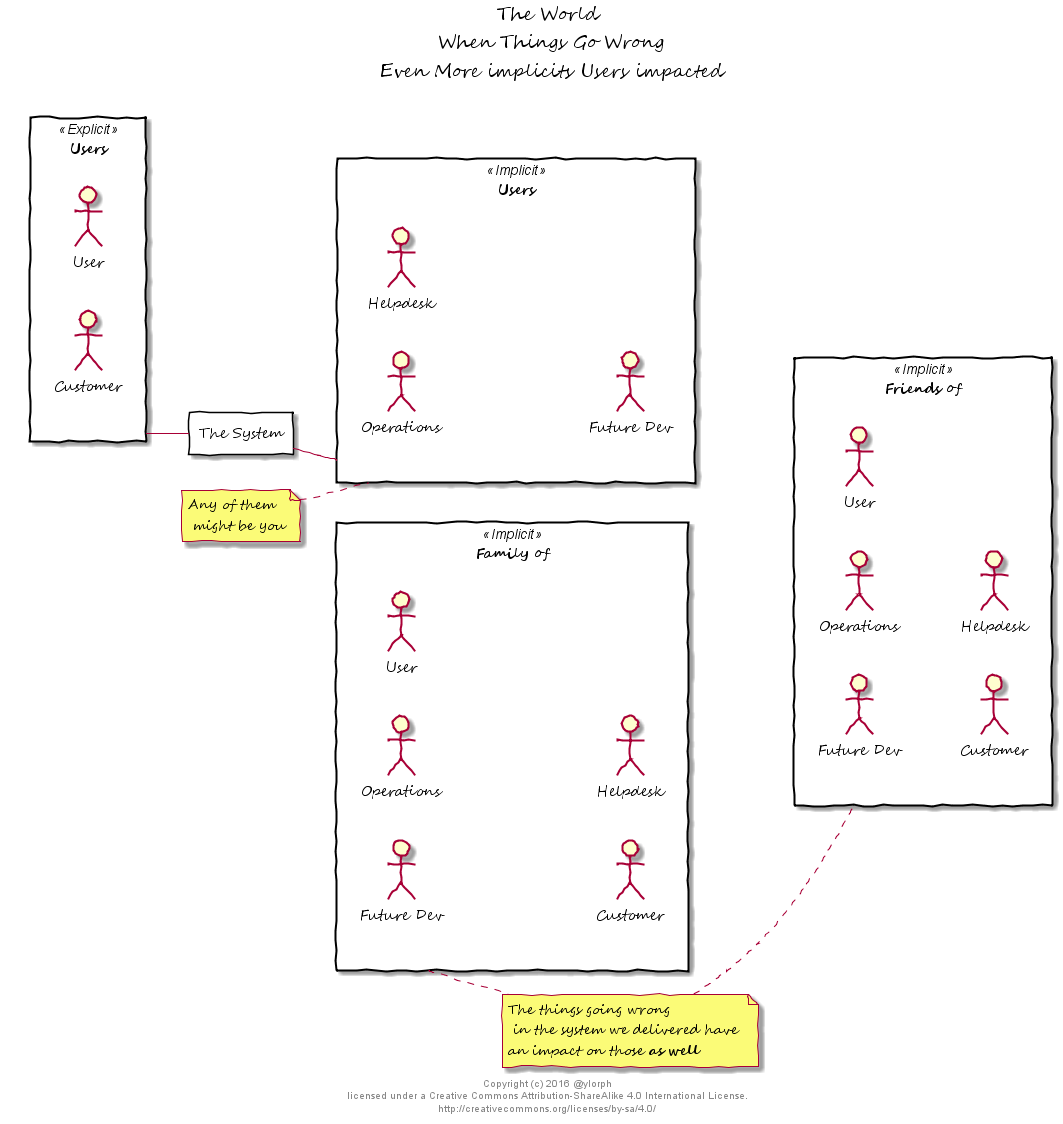 The World
When Things Go Wrong
Even More implicits Users impacted
« Explicit »
Users
User
Customer
The System
« Implicit »
Users
Helpdesk
Operations
Future Dev
Any of them
might be you
« Implicit »
Family of
User
Operations
Helpdesk
Future Dev
Customer
« Implicit »
Friends of
User
Operations
Helpdesk
Future Dev
Customer
The things going wrong
in the system we delivered have
an impact on those as well
Copyright (c) 2016 @ylorph
licensed under a Creative Commons Attribution-ShareAlike 4.0 International License.
http://creativecommons.org/licenses/by-sa/4.0/